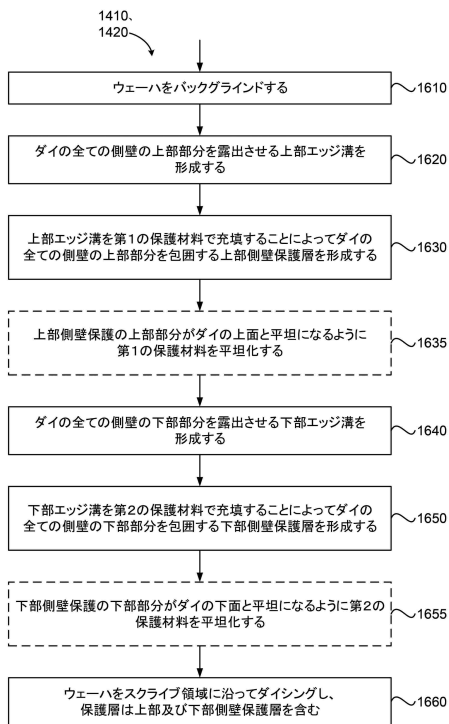 1410、
1420
ウェーハをバックグラインドする
1610
ダイの全ての側壁の上部部分を露出させる上部エッジ溝を
形成する
1620
上部エッジ溝を第1の保護材料で充填することによってダイの
全ての側壁の上部部分を包囲する上部側壁保護層を形成する
1630
上部側壁保護の上部部分がダイの上面と平坦になるように
第1の保護材料を平坦化する
1635
ダイの全ての側壁の下部部分を露出させる下部エッジ溝を
形成する
1640
下部エッジ溝を第2の保護材料で充填することによってダイの
全ての側壁の下部部分を包囲する下部側壁保護層を形成する
1650
下部側壁保護の下部部分がダイの下面と平坦になるように第2の
保護材料を平坦化する
1655
ウェーハをスクライブ領域に沿ってダイシングし、
保護層は上部及び下部側壁保護層を含む
1660